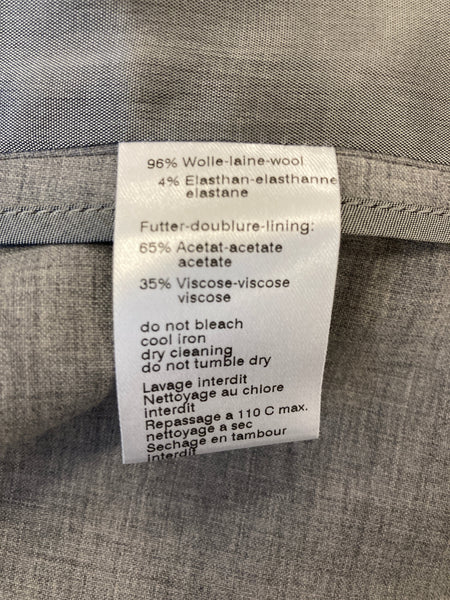 96% Wolle-laine-wool
4% Elasthan-elasthanne
elastane
Futter-doublure-lining:
65% Acetat-acetate
acetate
35% Viscose-viscose
viscose
do not bleach
cool iron
dry cleaning
do not tumble dry
Lavage interdit
Nettoyage au chlore
interdit
Repassage a 110 C max.
nettoyage a sec
Sechage en tambour
interdit